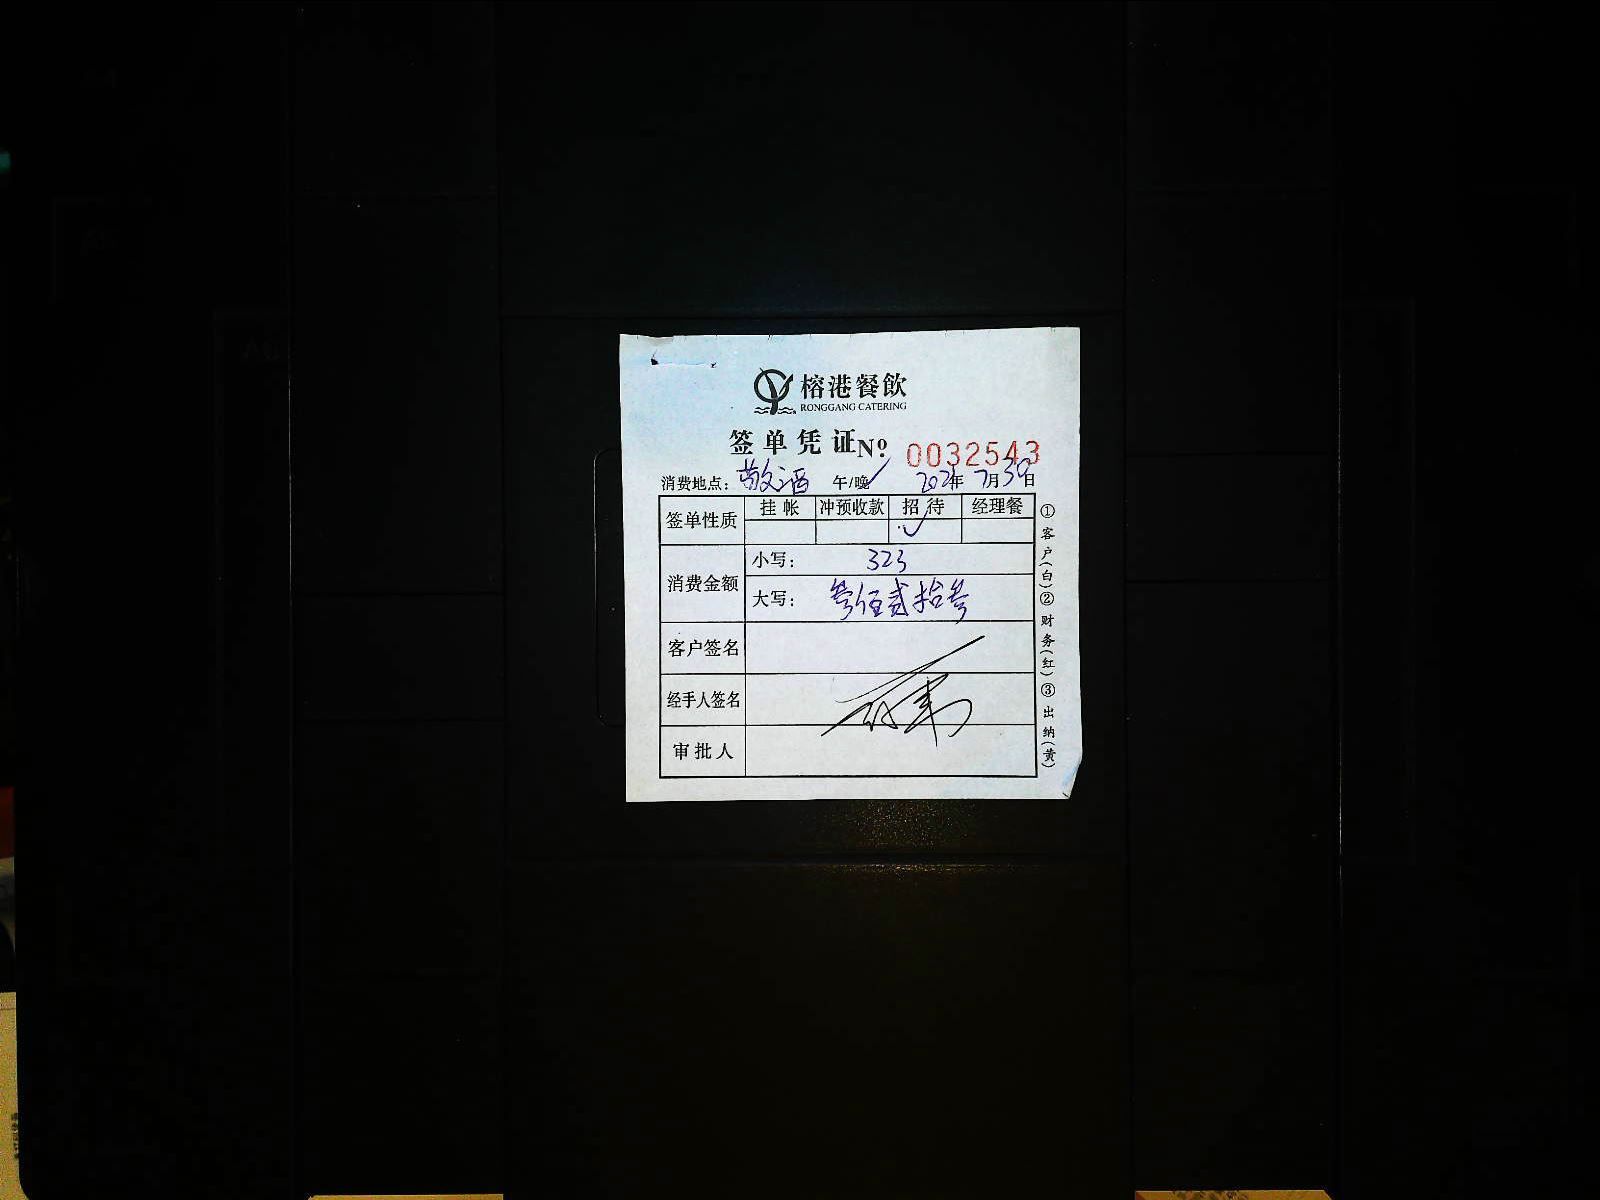 榕港餐飲
RONGGANG CATERING
签单凭证 Nº 0032543
消费地点：敬酒 午/晚 2021年7月30日
签单性质 挂帐 冲预收款 招待 经理餐
✓
消费金额 小写：323
大写：叁佰贰拾叁
客户签名
经手人签名
审批人
①客户(白)②财务(红)③出纳(黄)